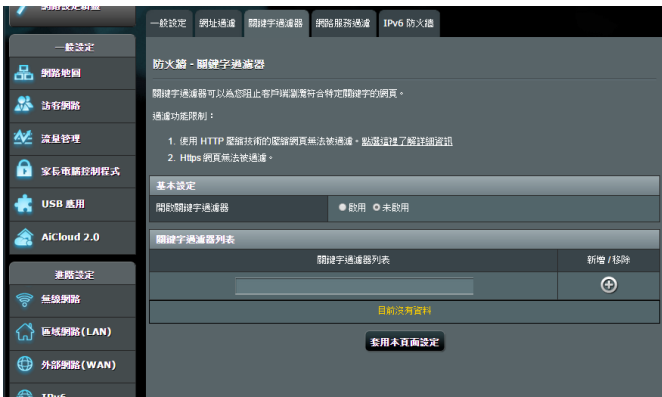 網路設定精靈
一般設定
網路地圖
訪客網路
流量管理
家長電腦控制程式
USB 應用
AiCloud 2.0
進階設定
無線網路
區域網路(LAN)
外部網路(WAN)
IPv6
一般設定 網址過濾 關鍵字過濾器 網路服務過濾 IPv6 防火牆
防火牆 - 關鍵字過濾器
關鍵字過濾器可以為您阻止客戶端瀏覽符合特定關鍵字的網頁。
過濾功能限制：
1. 使用 HTTP 壓縮技術的壓縮網頁無法被過濾。點選這裡了解詳細資訊
2. Https 網頁無法被過濾。
基本設定
開啟關鍵字過濾器 啟用 未啟用
關鍵字過濾器列表
關鍵字過濾器列表 新增 /移除
目前沒有資料
套用本頁面設定